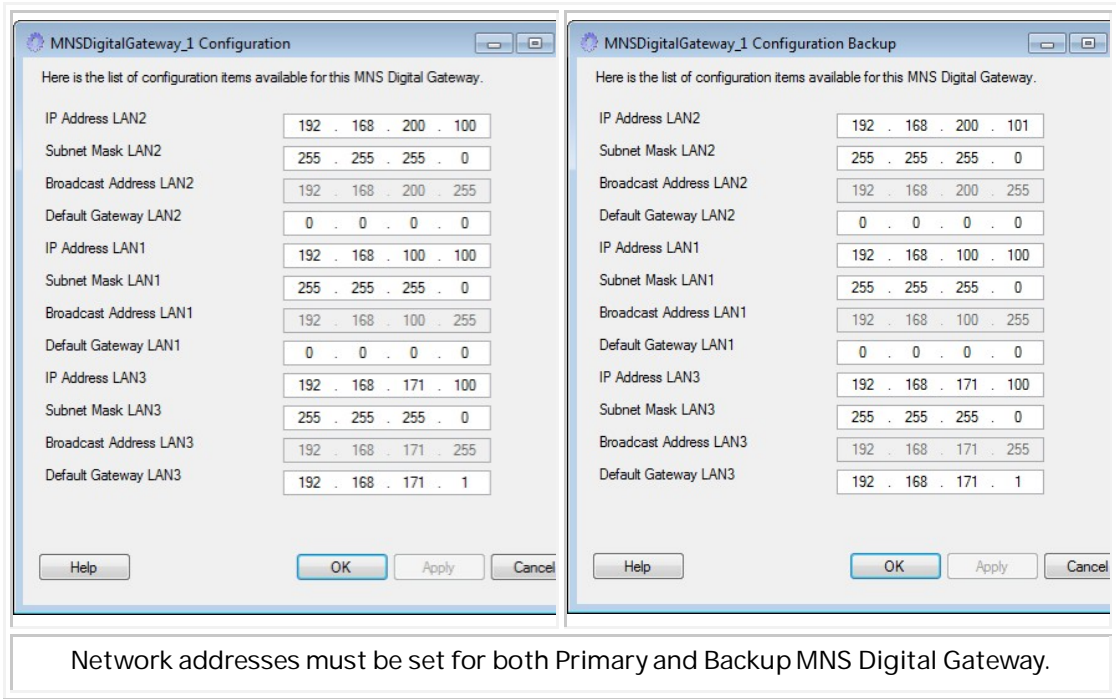 MNSDigitalGateway_1 Configuration
Here is the list of configuration items available for this MNS Digital Gateway.
IP Address LAN2 192 . 168 . 200 . 100
Subnet Mask LAN2 255 . 255 . 255 . 0
Broadcast Address LAN2 192 . 168 . 200 . 255
Default Gateway LAN2 0 . 0 . 0 . 0
IP Address LAN1 192 . 168 . 100 . 100
Subnet Mask LAN1 255 . 255 . 255 . 0
Broadcast Address LAN1 192 . 168 . 100 . 255
Default Gateway LAN1 0 . 0 . 0 . 0
IP Address LAN3 192 . 168 . 171 . 100
Subnet Mask LAN3 255 . 255 . 255 . 0
Broadcast Address LAN3 192 . 168 . 171 . 255
Default Gateway LAN3 192 . 168 . 171 . 1
Help OK Apply Cancel
MNSDigitalGateway_1 Configuration Backup
Here is the list of configuration items available for this MNS Digital Gateway.
IP Address LAN2 192 . 168 . 200 . 101
Subnet Mask LAN2 255 . 255 . 255 . 0
Broadcast Address LAN2 192 . 168 . 200 . 255
Default Gateway LAN2 0 . 0 . 0 . 0
IP Address LAN1 192 . 168 . 100 . 100
Subnet Mask LAN1 255 . 255 . 255 . 0
Broadcast Address LAN1 192 . 168 . 100 . 255
Default Gateway LAN1 0 . 0 . 0 . 0
IP Address LAN3 192 . 168 . 171 . 100
Subnet Mask LAN3 255 . 255 . 255 . 0
Broadcast Address LAN3 192 . 168 . 171 . 255
Default Gateway LAN3 192 . 168 . 171 . 1
Help OK Apply Cancel
Network addresses must be set for both Primary and Backup MNS Digital Gateway.